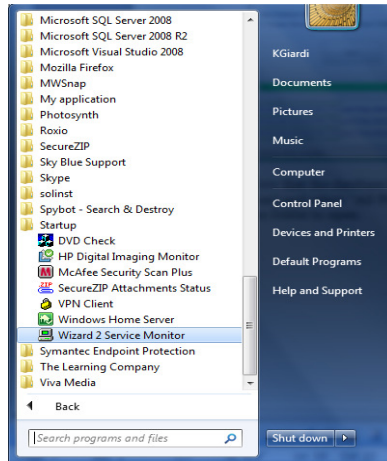 Microsoft SQL Server 2008
Microsoft SQL Server 2008 R2
Microsoft Visual Studio 2008
Mozilla Firefox
MWSnap
My application
Photosynth
Roxio
SecureZIP
Sky Blue Support
Skype
solinst
Spybot - Search & Destroy
Startup
DVD Check
HP Digital Imaging Monitor
McAfee Security Scan Plus
SecureZIP Attachments Status
VPN Client
Windows Home Server
Wizard 2 Service Monitor
Symantec Endpoint Protection
The Learning Company
Viva Media
Back
Search programs and files
KGiardi
Documents
Pictures
Music
Computer
Control Panel
Devices and Printers
Default Programs
Help and Support
Shut down